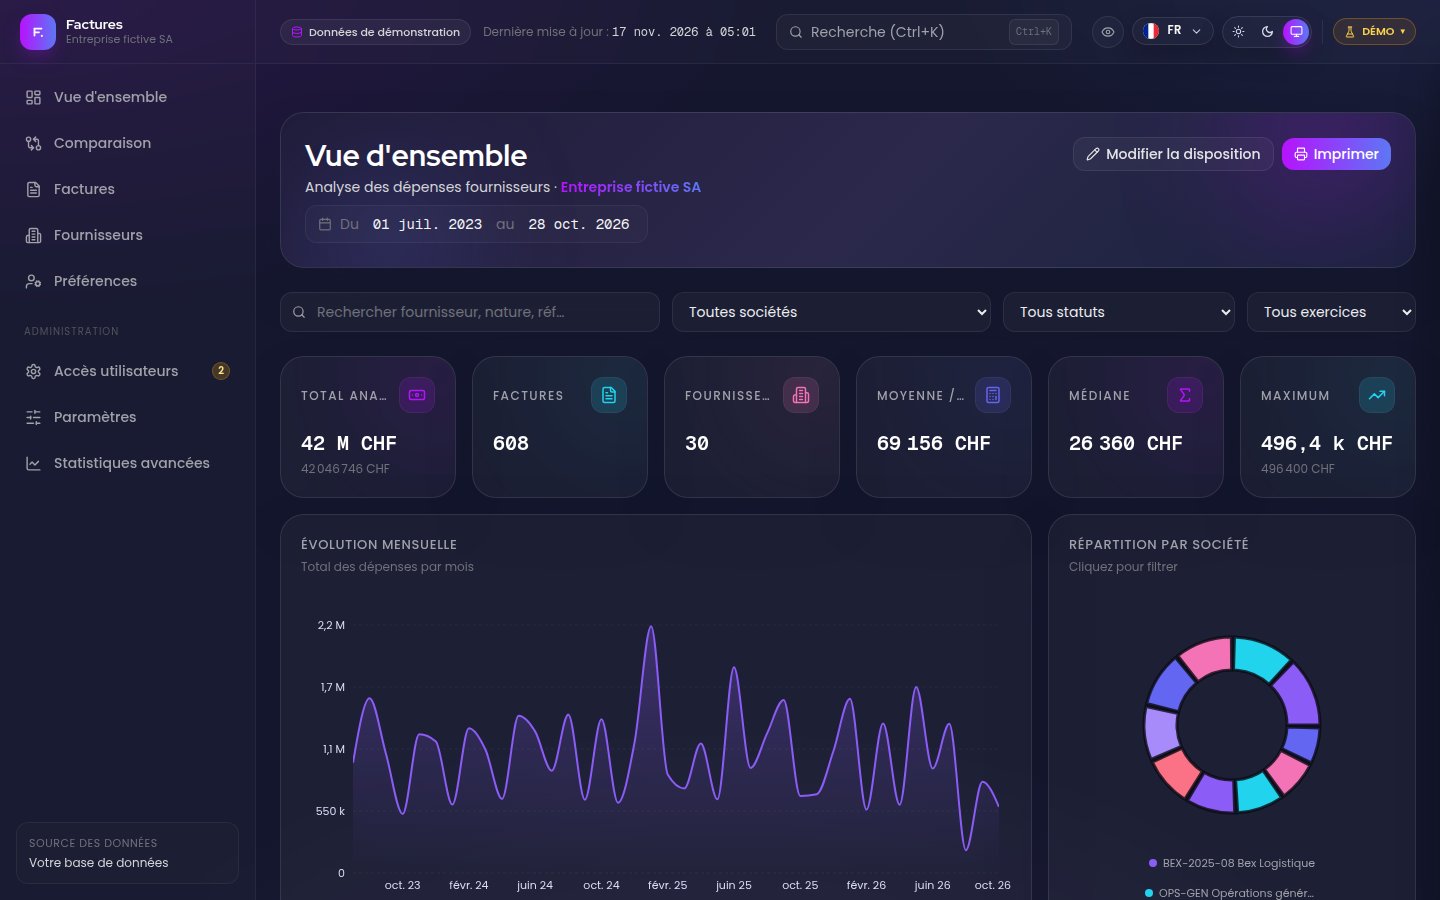 F.
Factures
Entreprise fictive SA
Données de démonstration
Dernière mise à jour : 17 nov. 2026 à 05:01
Recherche (Ctrl+K)
Ctrl+K
FR
DÉMO
Vue d'ensemble
Comparaison
Factures
Fournisseurs
Préférences
ADMINISTRATION
Accès utilisateurs
2
Paramètres
Statistiques avancées
SOURCE DES DONNÉES
Votre base de données
Vue d'ensemble
Analyse des dépenses fournisseurs · Entreprise fictive SA
Du 01 juil. 2023 au 28 oct. 2026
Modifier la disposition
Imprimer
Rechercher fournisseur, nature, réf…
Toutes sociétés
Tous statuts
Tous exercices
TOTAL ANA…
42 M CHF
42 046 746 CHF
FACTURES
608
FOURNISSE…
30
MOYENNE /…
69 156 CHF
MÉDIANE
26 360 CHF
MAXIMUM
496,4 k CHF
496 400 CHF
ÉVOLUTION MENSUELLE
Total des dépenses par mois
2,2 M
1,7 M
1,1 M
550 k
0
oct. 23
févr. 24
juin 24
oct. 24
févr. 25
juin 25
oct. 25
févr. 26
juin 26
oct. 26
RÉPARTITION PAR SOCIÉTÉ
Cliquez pour filtrer
BEX-2025-08 Bex Logistique
OPS-GEN Opérations génér…